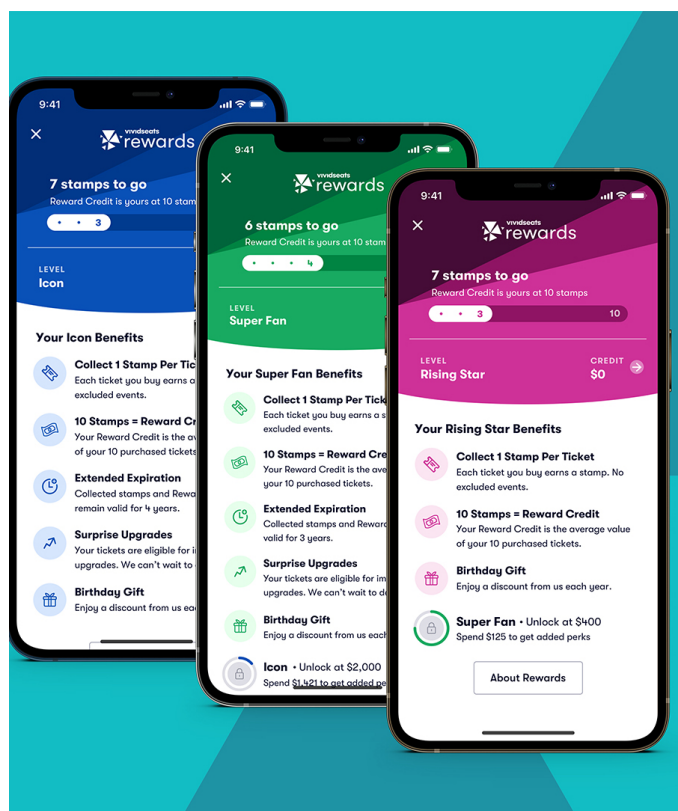 9:41
vividseats
rewards
7 stamps to go
Reward Credit is yours at 10 stam
3
LEVEL
Icon
Your Icon Benefits
Collect 1 Stamp Per Tic
Each ticket you buy earns a
excluded events.
10 Stamps = Reward Cr
Your Reward Credit is the av
of your 10 purchased tickets
Extended Expiration
Collected stamps and Rewa
remain valid for 4 years.
Surprise Upgrades
Your tickets are eligible for i
upgrades. We can't wait to
Birthday Gift
Enjoy a discount from us ea
9:41
vividseats
rewards
6 stamps to go
Reward Credit is yours at 10 stam
4
LEVEL
Super Fan
Your Super Fan Benefits
Collect 1 Stamp Per Tick
Each ticket you buy earns a s
excluded events.
10 Stamps = Reward Cre
Your Reward Credit is the ave
your 10 purchased tickets.
Extended Expiration
Collected stamps and Reward
valid for 3 years.
Surprise Upgrades
Your tickets are eligible for im
upgrades. We can't wait to d
Birthday Gift
Enjoy a discount from us each
Icon • Unlock at $2,000
Spend $1,421 to get added pe
9:41
vividseats
rewards
7 stamps to go
Reward Credit is yours at 10 stamps
3 10
LEVEL CREDIT
Rising Star $0
Your Rising Star Benefits
Collect 1 Stamp Per Ticket
Each ticket you buy earns a stamp. No
excluded events.
10 Stamps = Reward Credit
Your Reward Credit is the average value
of your 10 purchased tickets.
Birthday Gift
Enjoy a discount from us each year.
Super Fan • Unlock at $400
Spend $125 to get added perks
About Rewards